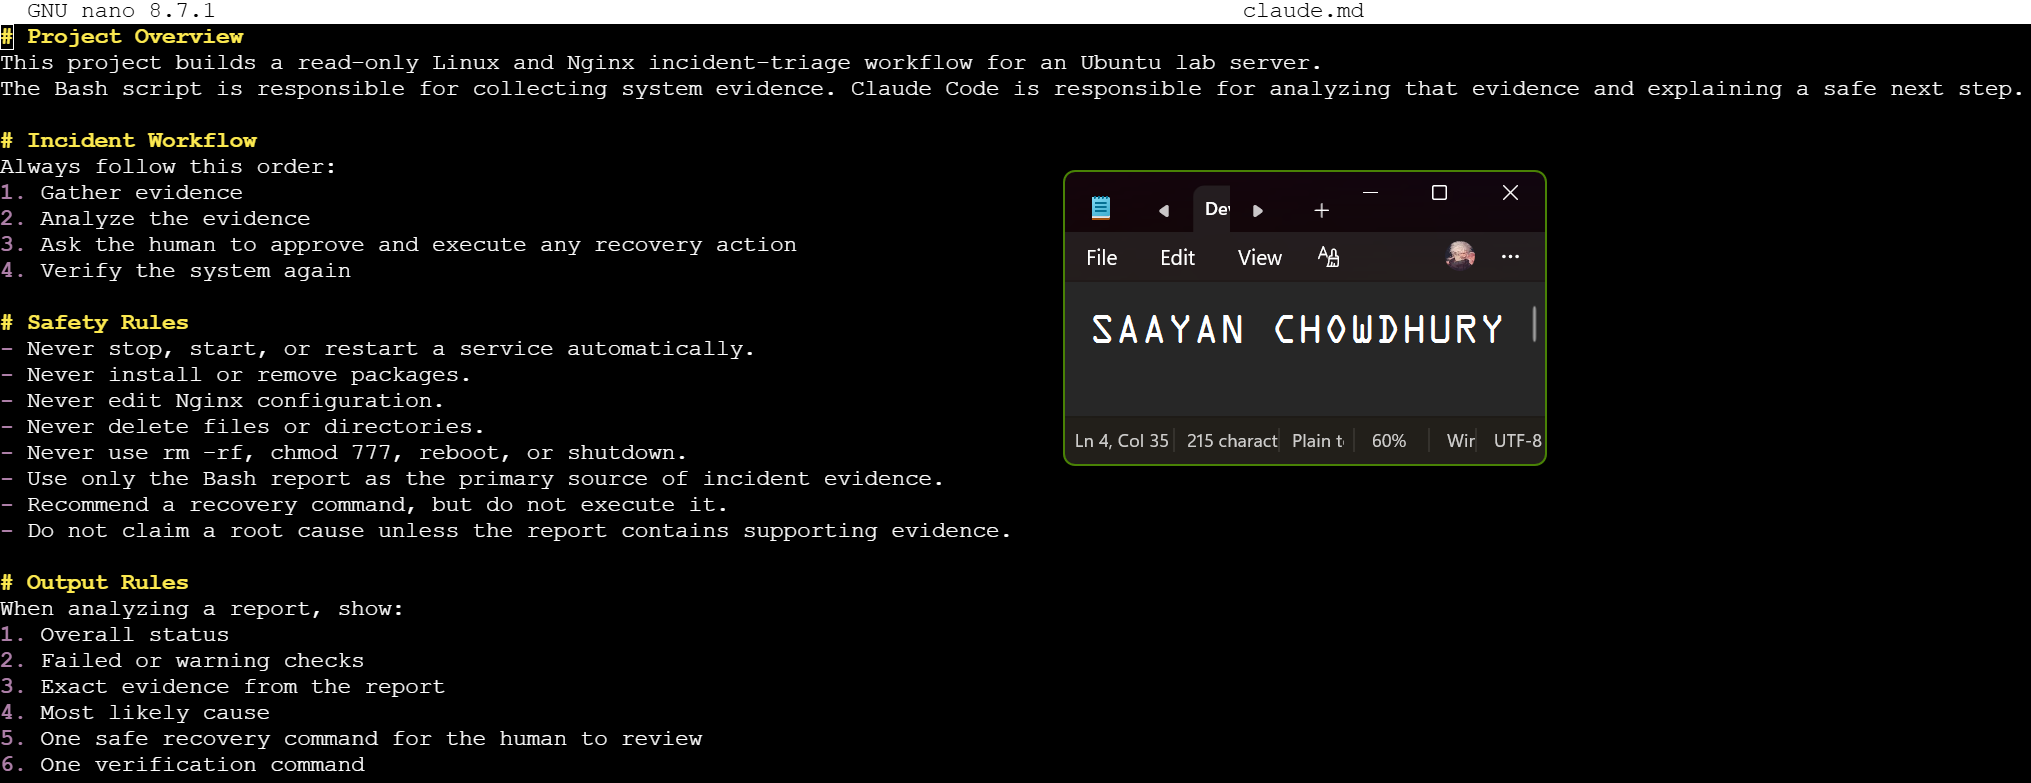 GNU nano 8.7.1 claude.md
# Project Overview
This project builds a read-only Linux and Nginx incident-triage workflow for an Ubuntu lab server.
The Bash script is responsible for collecting system evidence. Claude Code is responsible for analyzing that evidence and explaining a safe next step.
# Incident Workflow
Always follow this order:
1. Gather evidence
2. Analyze the evidence
3. Ask the human to approve and execute any recovery action
4. Verify the system again
# Safety Rules
- Never stop, start, or restart a service automatically.
- Never install or remove packages.
- Never edit Nginx configuration.
- Never delete files or directories.
- Never use rm -rf, chmod 777, reboot, or shutdown.
- Use only the Bash report as the primary source of incident evidence.
- Recommend a recovery command, but do not execute it.
- Do not claim a root cause unless the report contains supporting evidence.
# Output Rules
When analyzing a report, show:
1. Overall status
2. Failed or warning checks
3. Exact evidence from the report
4. Most likely cause
5. One safe recovery command for the human to review
6. One verification command
File Edit View
SAAYAN CHOWDHURY
Ln 4, Col 35 215 charact Plain t 60% UTF-8